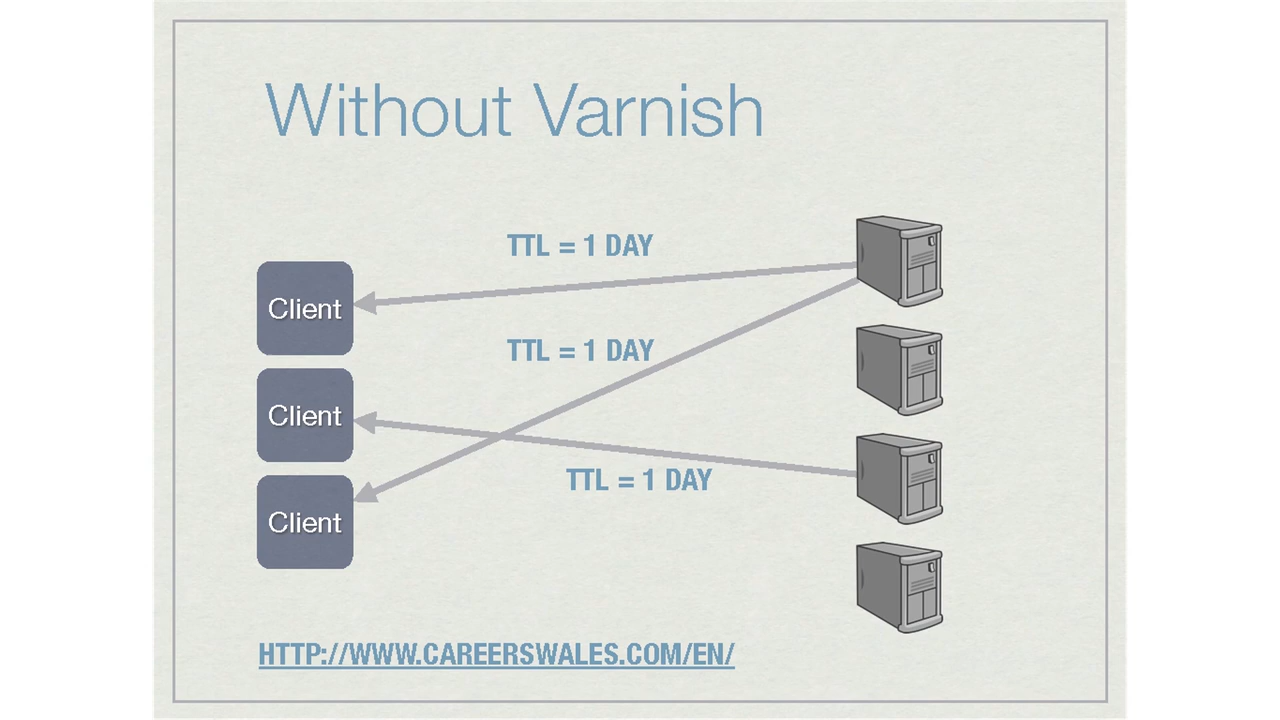 Without Varnish
TTL = 1 DAY
Client
TTL = 1 DAY
Client
TTL = 1 DAY
Client
HTTP://WWW.CAREERSWALES.COM/EN/